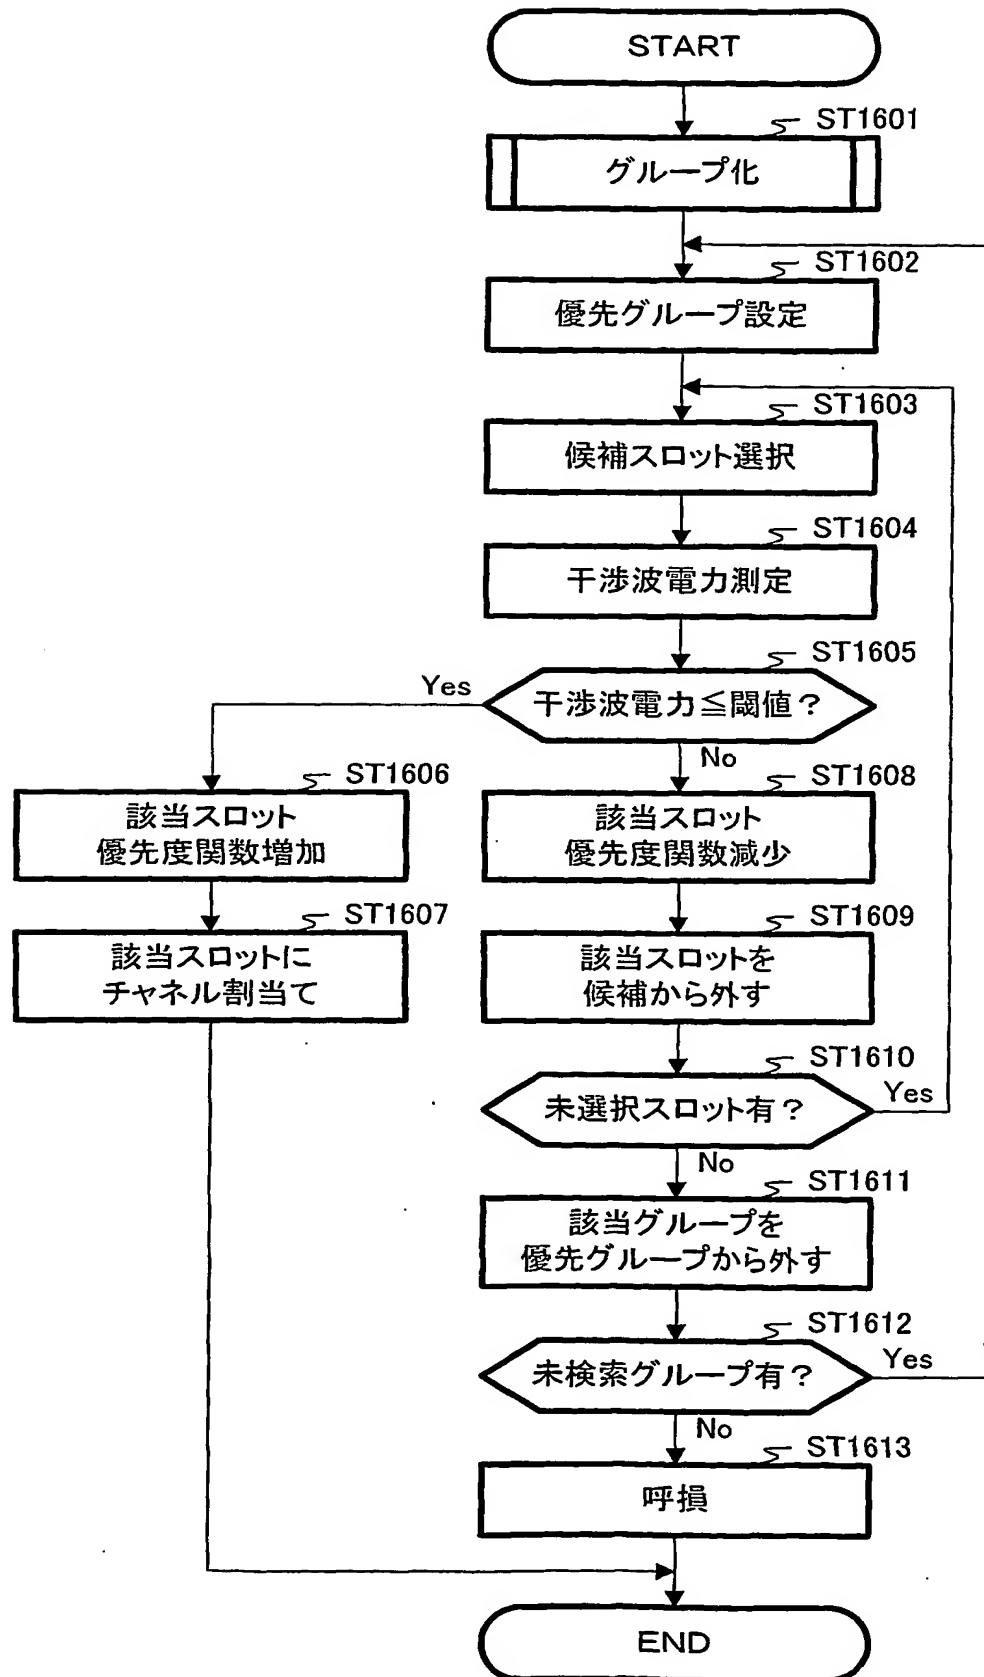 START
ST1601
グループ化
ST1602
優先グループ設定
ST1603
候補スロット選択
ST1604
干渉波電力測定
ST1605
干渉波電力≦閾値？
Yes
No
ST1606
該当スロット
優先度関数増加
ST1607
該当スロットに
チャネル割当て
ST1608
該当スロット
優先度関数減少
ST1609
該当スロットを
候補から外す
ST1610
未選択スロット有？
Yes
No
ST1611
該当グループを
優先グループから外す
ST1612
未検索グループ有？
Yes
No
ST1613
呼損
END